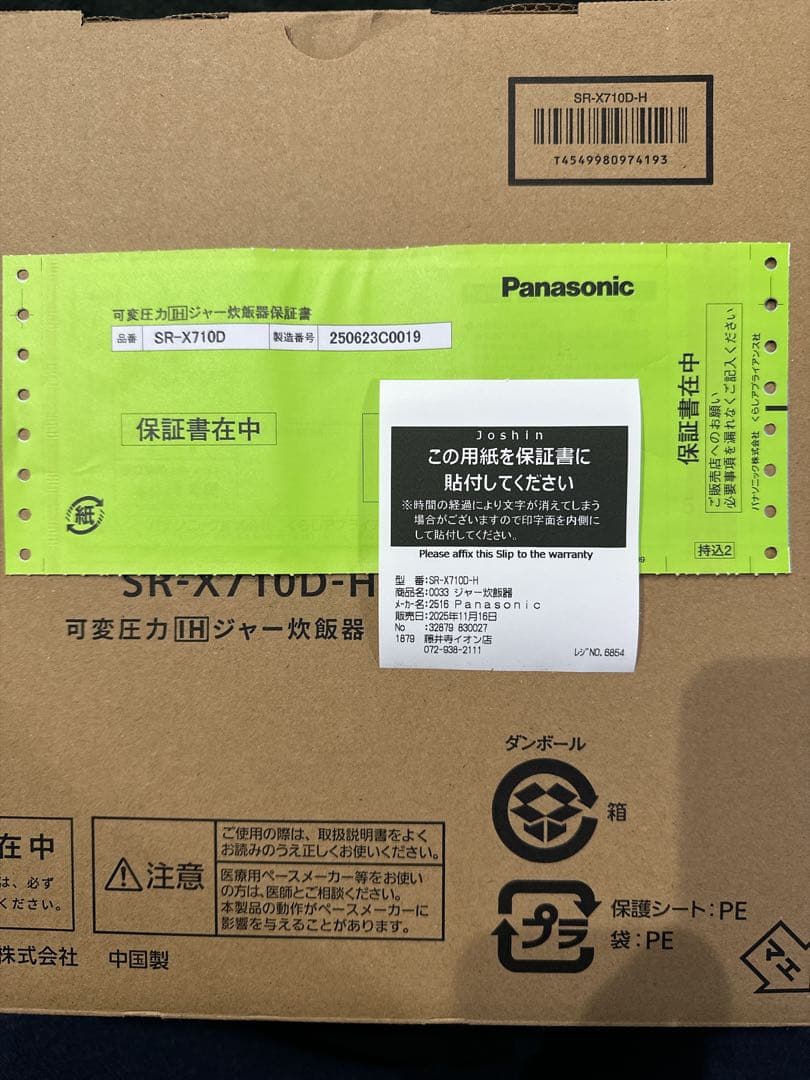 SR-X710D-H
T4549980974193
Panasonic
可変圧力IHジャー炊飯器保証書
品番 SR-X710D 製造番号 250623C0019
保証書在中
紙
保証書在中
ご販売店へのお願い
必要事項を漏れなくご記入ください
パナソニック株式会社 くらしアプライアンス社
持込2
Joshin
この用紙を保証書に
貼付してください
※時間の経過により文字が消えてしまう
場合がございますので印字面を内側に
して貼付してください。
Please affix this Slip to the warranty
型 番:SR-X710D-H
商品名:0033 ジャー炊飯器
メーカー名:2516 Panasonic
販売日:2025年11月16日
No :32879 830027
1879 藤井寺イオン店
072-938-2111
レジNO.6854
SR-X710D-H
可変圧力IHジャー炊飯器
ダンボール
箱
プラ
保護シート:PE
袋:PE
在中
は、必ず
ください。
注意
ご使用の際は、取扱説明書をよく
お読みのうえ正しくお使いください。
医療用ペースメーカー等をお使い
の方は、医師とご相談ください。
本製品の動作がペースメーカーに
影響を与えることがあります。
株式会社 中国製